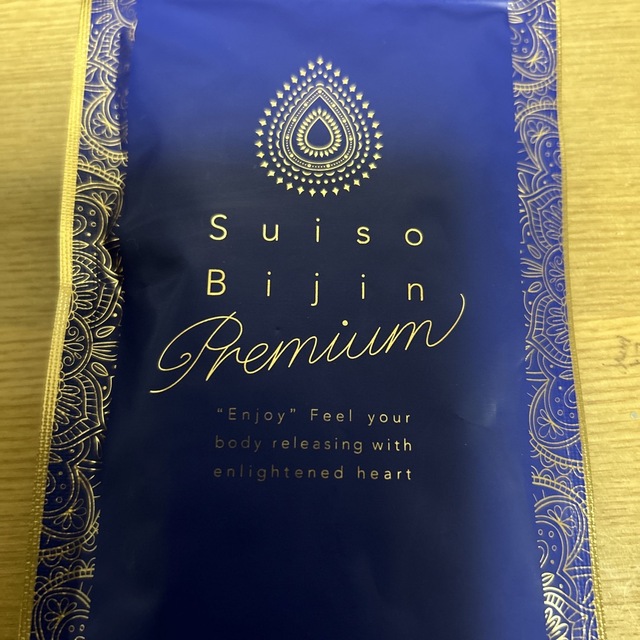 Suiso
Bijin
Premium
“Enjoy” Feel your
body releasing with
enlightened heart